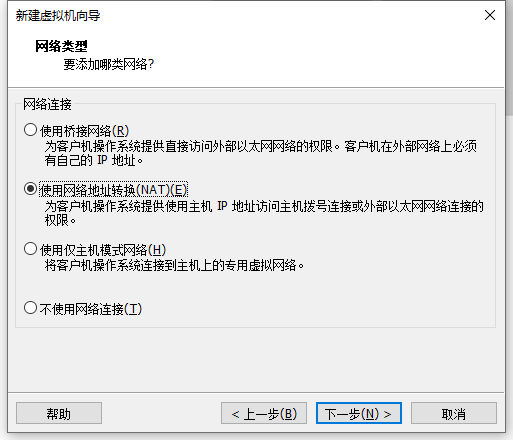 新建虚拟机向导
网络类型
要添加哪类网络?
网络连接
使用桥接网络(R)
为客户机操作系统提供直接访问外部以太网网络的权限。客户机在外部网络上必须
有自己的 IP 地址。
使用网络地址转换(NAT)(E)
为客户机操作系统提供使用主机 IP 地址访问主机拨号连接或外部以太网网络连接的
权限。
使用仅主机模式网络(H)
将客户机操作系统连接到主机上的专用虚拟网络。
不使用网络连接(T)
帮助 < 上一步(B) 下一步(N) > 取消